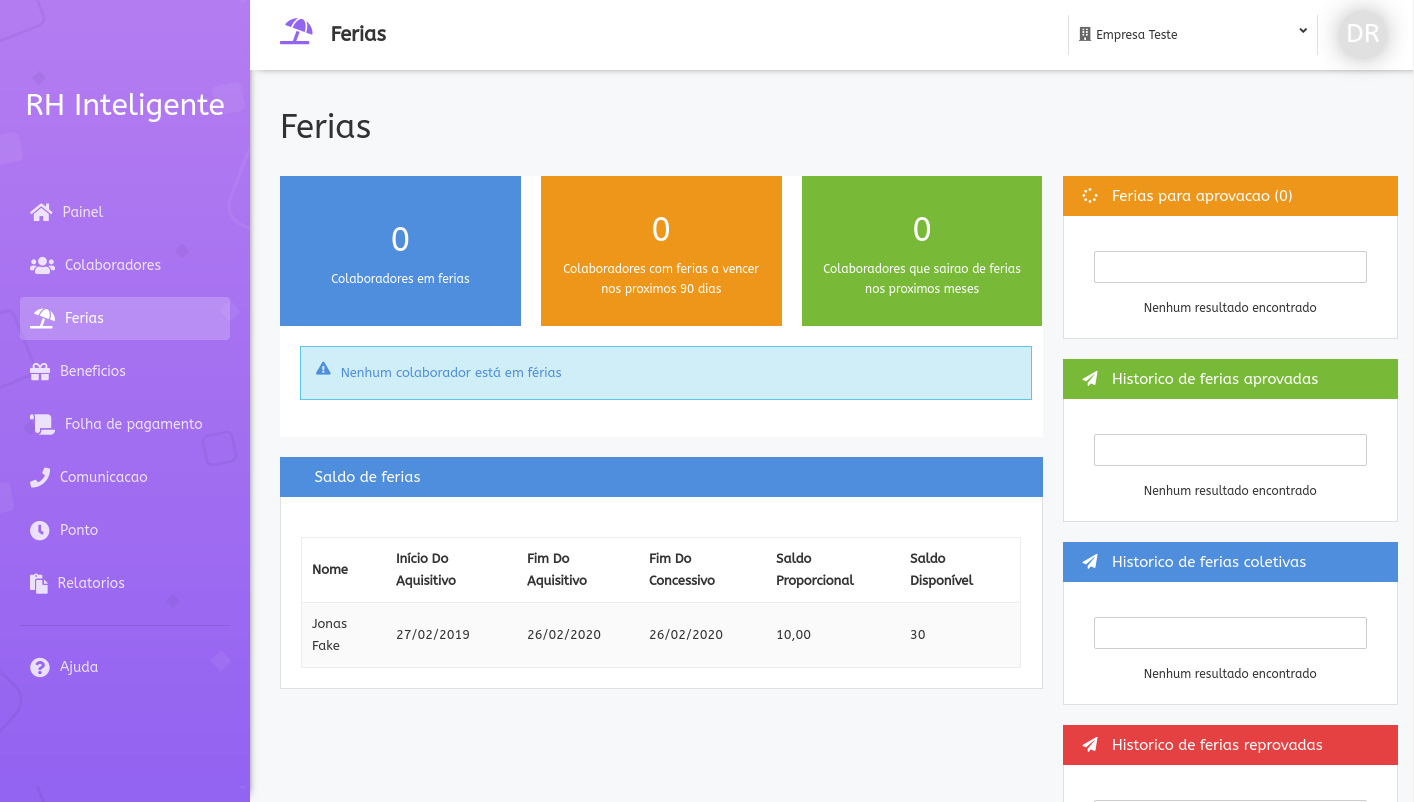 RH Inteligente
Painel
Colaboradores
Ferias
Beneficios
Folha de pagamento
Comunicacao
Ponto
Relatorios
Ajuda
Ferias
Empresa Teste
DR
Ferias
0
Colaboradores em ferias
0
Colaboradores com ferias a vencer
nos proximos 90 dias
0
Colaboradores que sairao de ferias
nos proximos meses
Nenhum colaborador está em férias
Saldo de ferias
Nome
Início Do
Aquisitivo
Fim Do
Aquisitivo
Fim Do
Concessivo
Saldo
Proporcional
Saldo
Disponível
Jonas
Fake
27/02/2019
26/02/2020
26/02/2020
10,00
30
Ferias para aprovacao (0)
Nenhum resultado encontrado
Historico de ferias aprovadas
Nenhum resultado encontrado
Historico de ferias coletivas
Nenhum resultado encontrado
Historico de ferias reprovadas